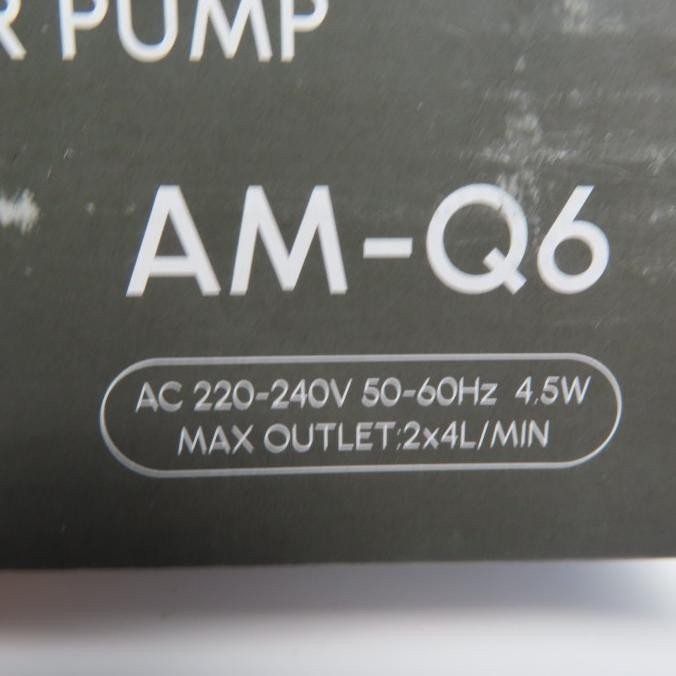 R PUMP
AM-Q6
AC 220-240V 50-60Hz 4.5W
MAX OUTLET:2x4L/MIN